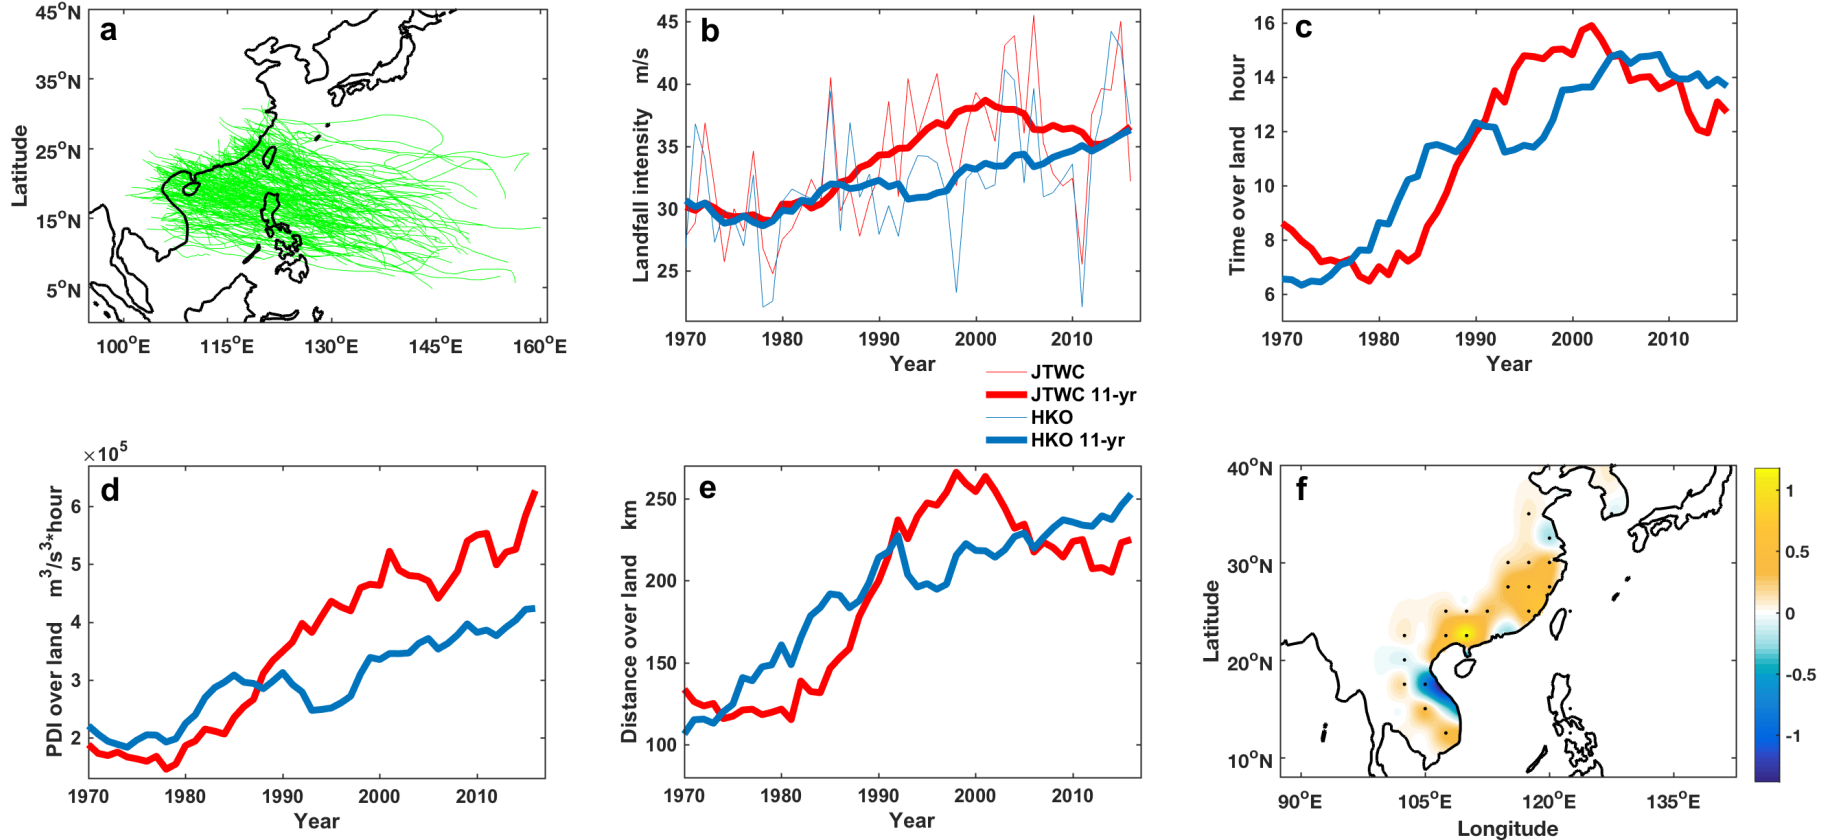 a
45°N
35°N
25°N
15°N
5°N
Latitude
100°E 115°E 130°E 145°E 160°E
b
45
40
35
30
25
Landfall intensity m/s
1970 1980 1990 2000 2010
Year
c
16
14
12
10
8
6
Time over land hour
1970 1980 1990 2000 2010
Year
JTWC
JTWC 11-yr
HKO
HKO 11-yr
×10⁵
d
6
5
4
3
2
PDI over land m³/s³*hour
1970 1980 1990 2000 2010
Year
e
250
200
150
100
Distance over land km
1970 1980 1990 2000 2010
Year
f
40°N
30°N
20°N
10°N
Latitude
90°E 105°E 120°E 135°E
Longitude
1
0.5
0
-0.5
-1